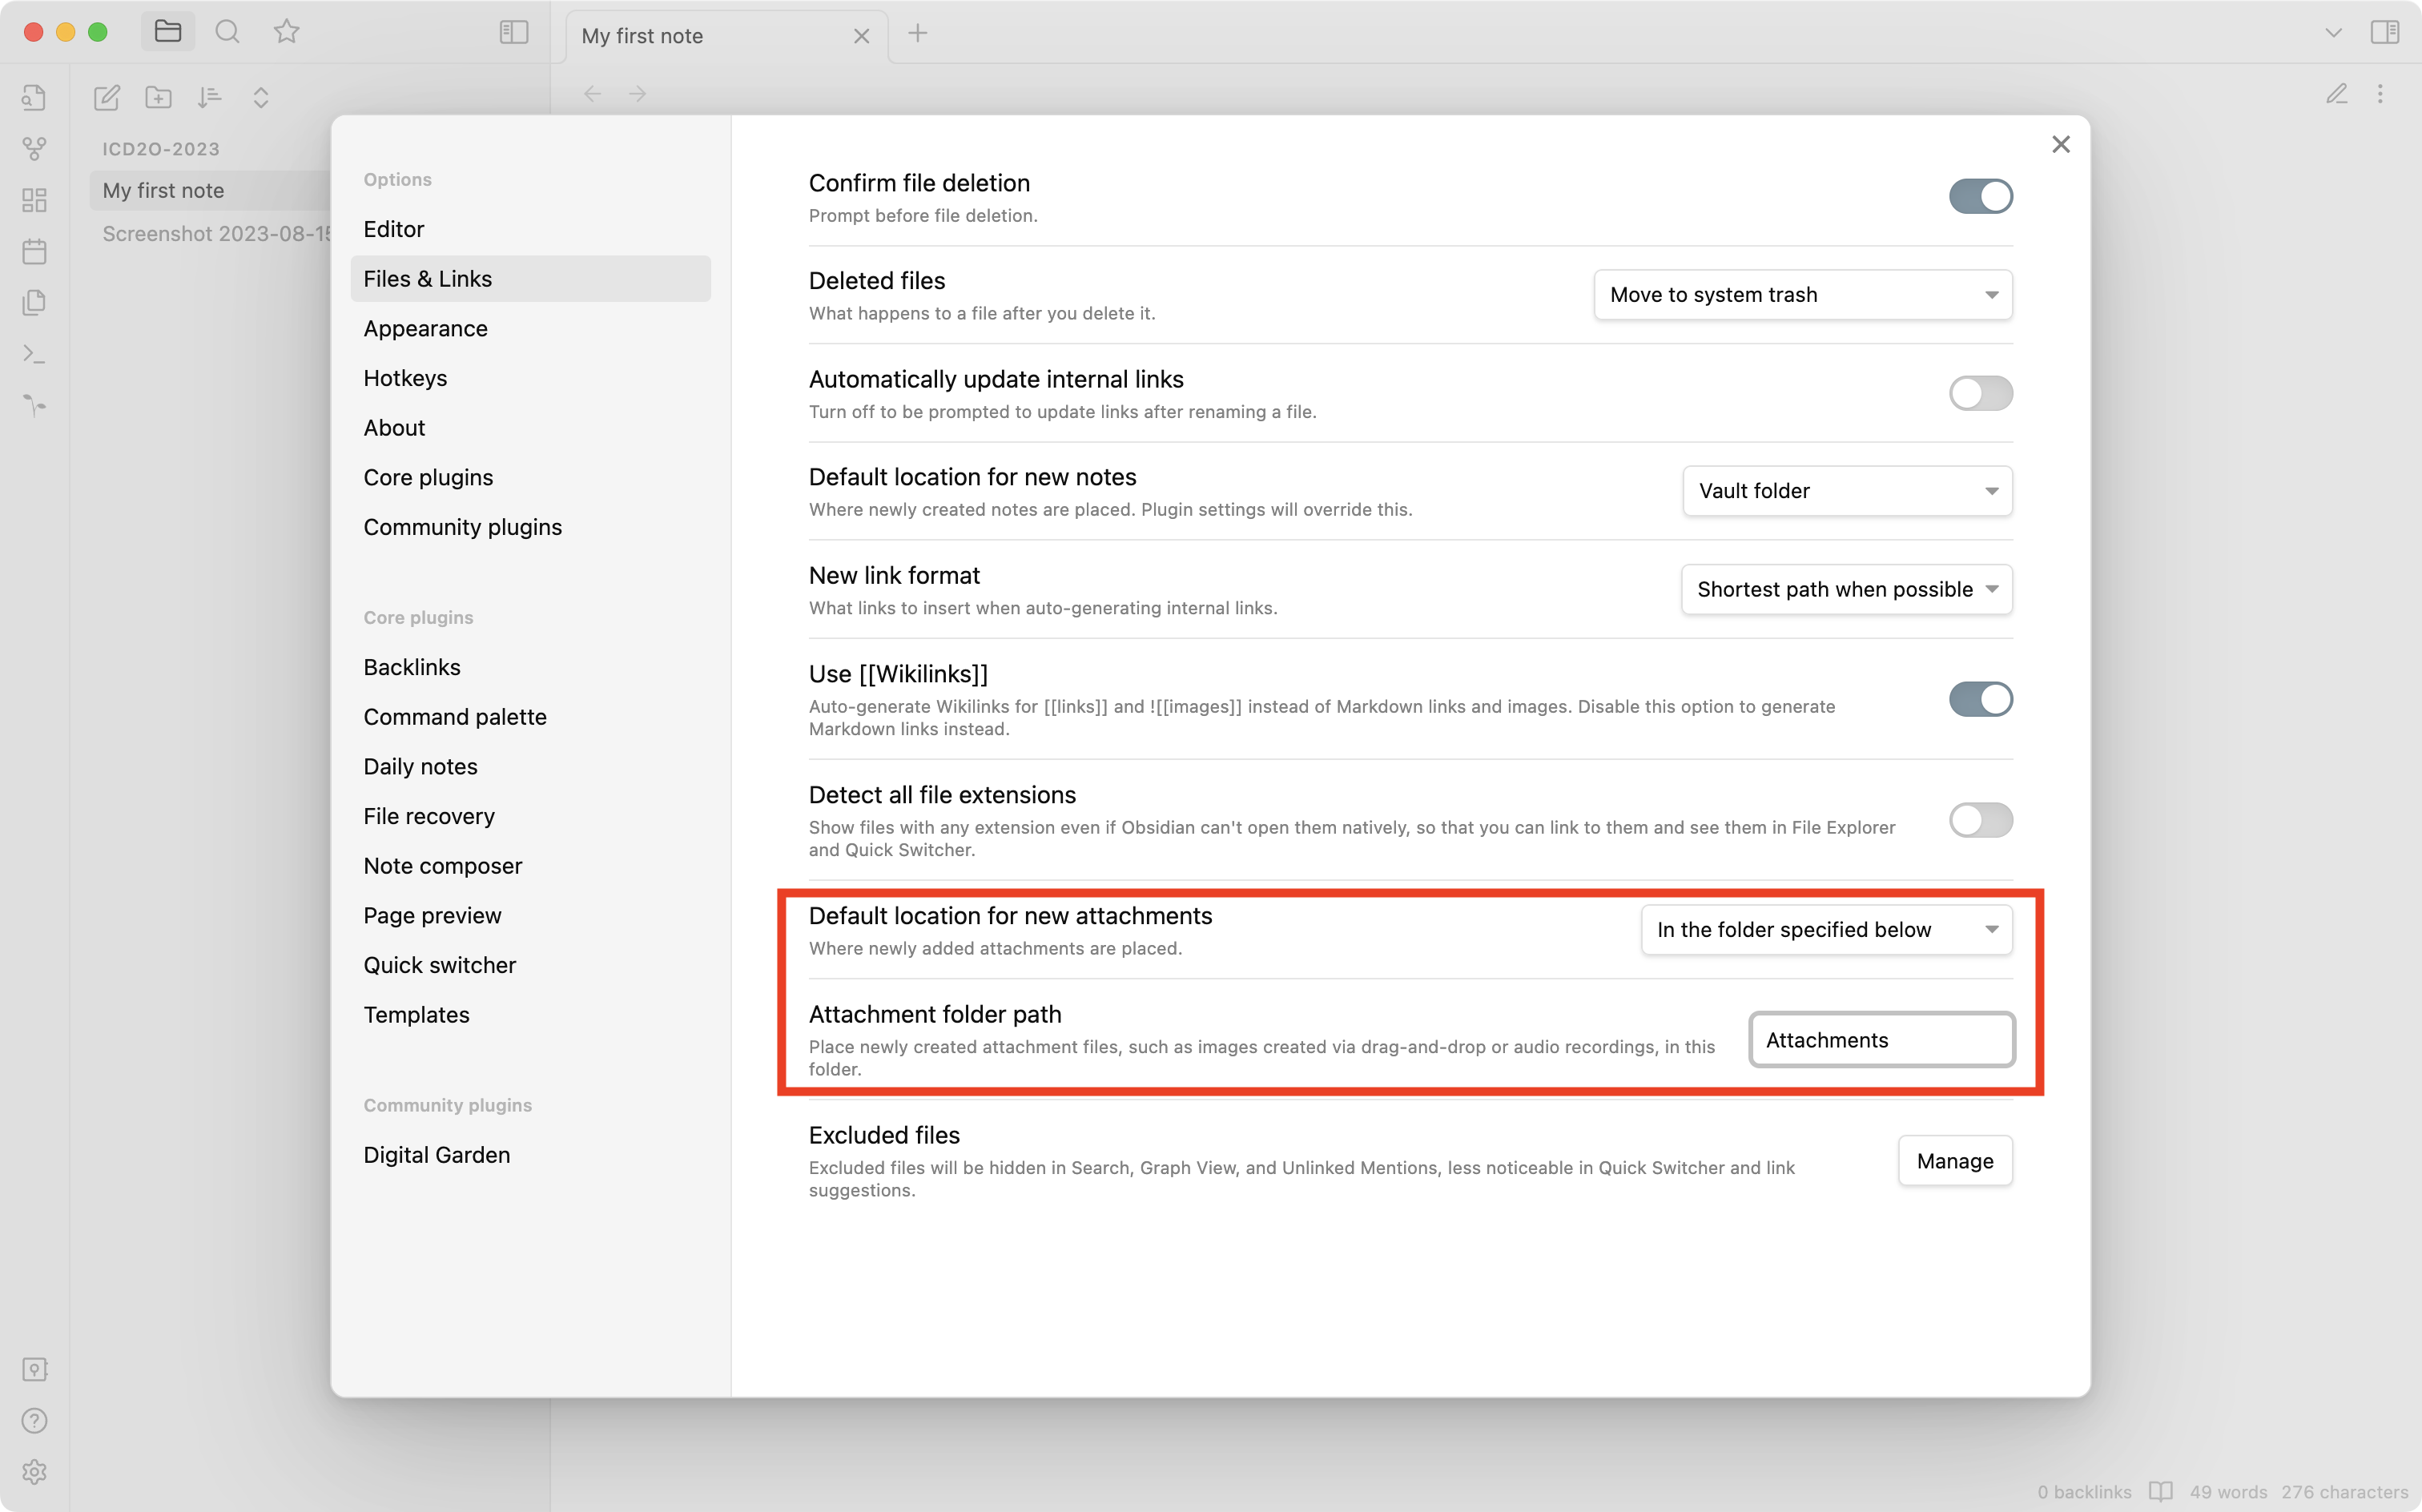 My first note
ICD2O-2023
My first note
Screenshot 2023-08-15
Options
Editor
Files & Links
Appearance
Hotkeys
About
Core plugins
Community plugins
Core plugins
Backlinks
Command palette
Daily notes
File recovery
Note composer
Page preview
Quick switcher
Templates
Community plugins
Digital Garden
Confirm file deletion
Prompt before file deletion.
Deleted files
What happens to a file after you delete it.
Move to system trash
Automatically update internal links
Turn off to be prompted to update links after renaming a file.
Default location for new notes
Where newly created notes are placed. Plugin settings will override this.
Vault folder
New link format
What links to insert when auto-generating internal links.
Shortest path when possible
Use [[Wikilinks]]
Auto-generate Wikilinks for [[links]] and ![[images]] instead of Markdown links and images. Disable this option to generate
Markdown links instead.
Detect all file extensions
Show files with any extension even if Obsidian can't open them natively, so that you can link to them and see them in File Explorer
and Quick Switcher.
Default location for new attachments
Where newly added attachments are placed.
In the folder specified below
Attachment folder path
Place newly created attachment files, such as images created via drag-and-drop or audio recordings, in this
folder.
Attachments
Excluded files
Excluded files will be hidden in Search, Graph View, and Unlinked Mentions, less noticeable in Quick Switcher and link
suggestions.
Manage
0 backlinks 49 words 276 characters